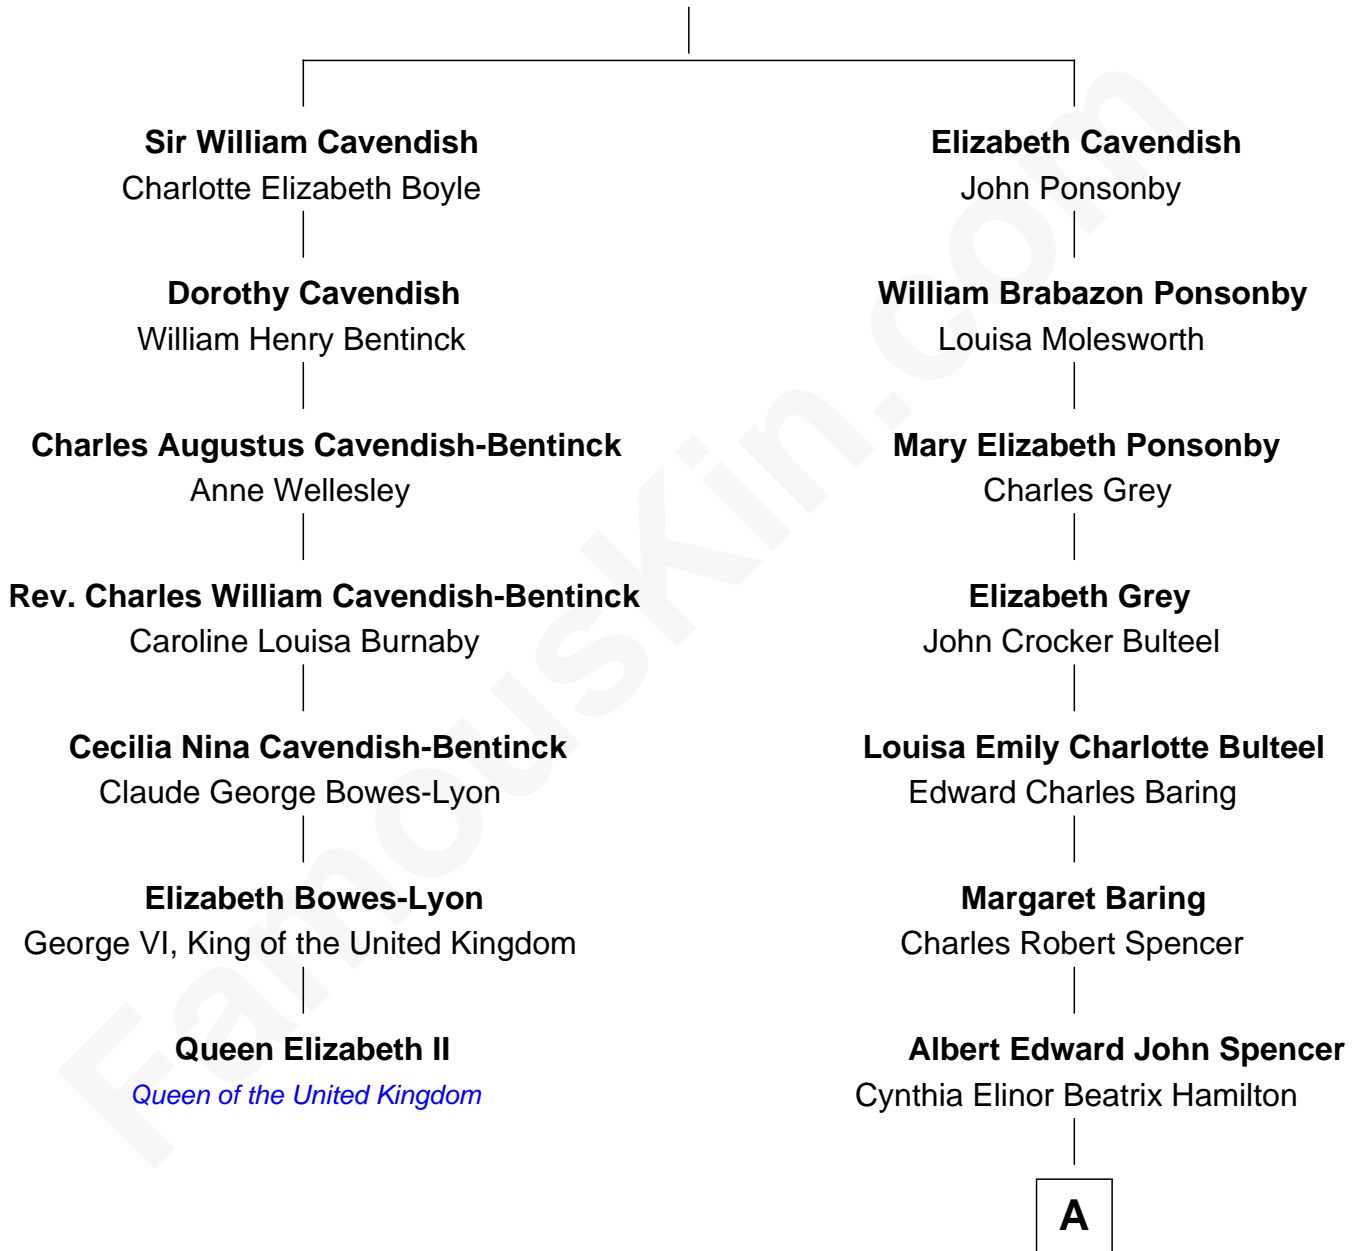 Sir William Cavendish
Charlotte Elizabeth Boyle
Dorothy Cavendish
William Henry Bentinck
Charles Augustus Cavendish-Bentinck
Anne Wellesley
Rev. Charles William Cavendish-Bentinck
Caroline Louisa Burnaby
Cecilia Nina Cavendish-Bentinck
Claude George Bowes-Lyon
Elizabeth Bowes-Lyon
George VI, King of the United Kingdom
Queen Elizabeth II
Queen of the United Kingdom
Elizabeth Cavendish
John Ponsonby
William Brabazon Ponsonby
Louisa Molesworth
Mary Elizabeth Ponsonby
Charles Grey
Elizabeth Grey
John Crocker Bulteel
Louisa Emily Charlotte Bulteel
Edward Charles Baring
Margaret Baring
Charles Robert Spencer
Albert Edward John Spencer
Cynthia Elinor Beatrix Hamilton
A
FamousKin.com